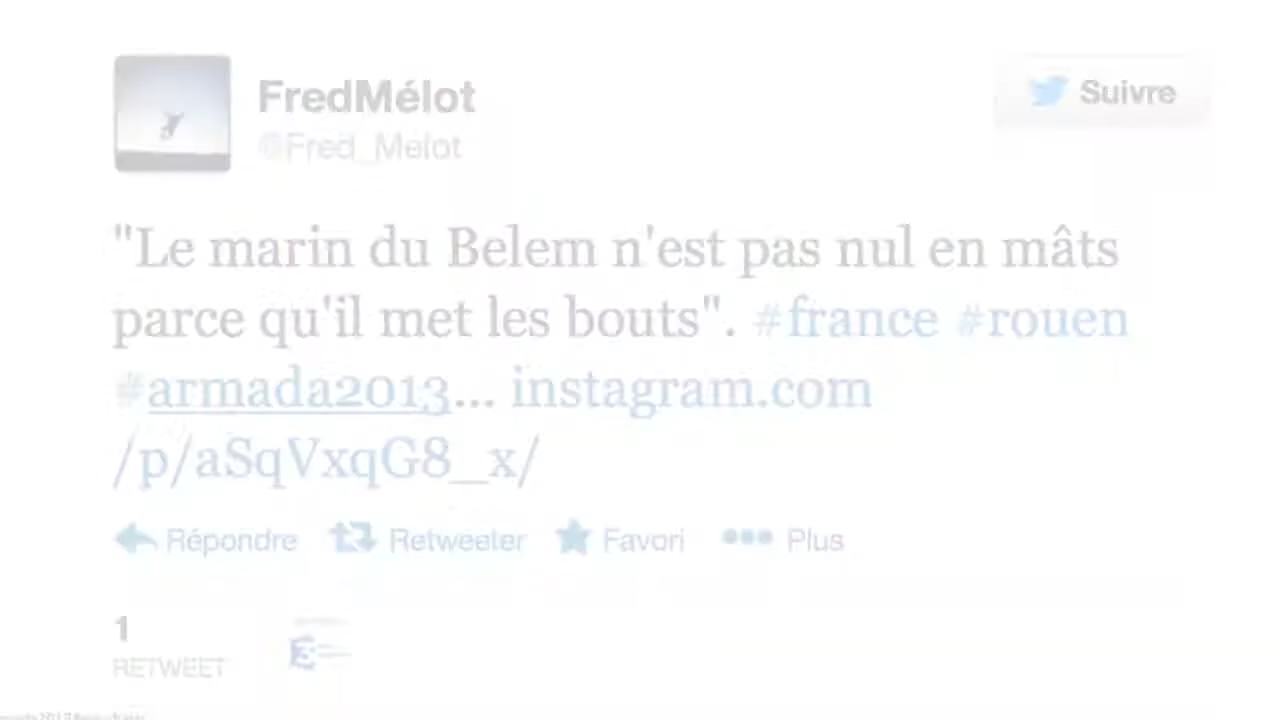 FredMélot
@Fred_Melot
Suivre
"Le marin du Belem n'est pas nul en mâts
parce qu'il met les bouts". #france #rouen
#armada2013... instagram.com
/p/aSqVxqG8_x/
Répondre Retweeter Favori Plus
1
RETWEET
3